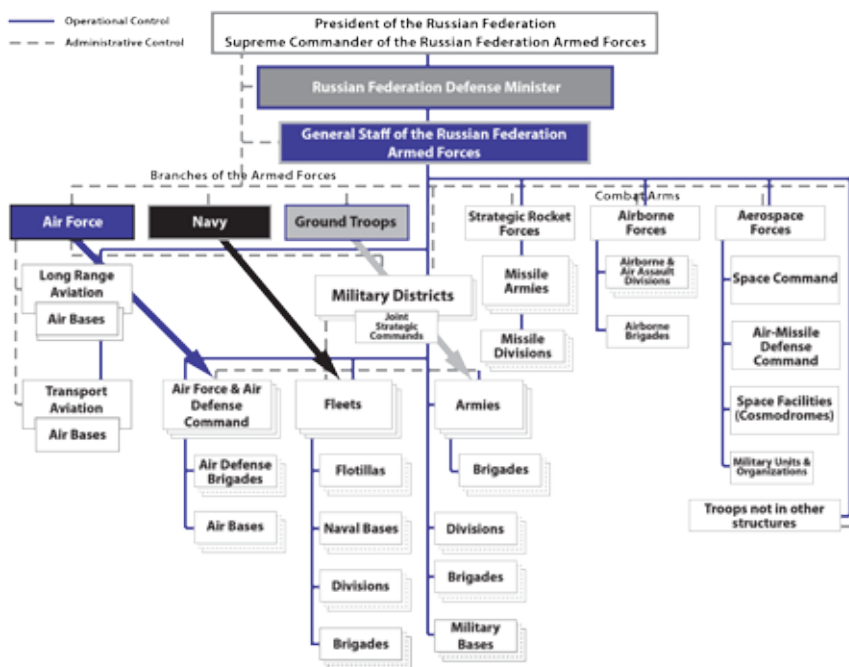 Operational Control
Administrative Control
President of the Russian Federation
Supreme Commander of the Russian Federation Armed Forces
Russian Federation Defense Minister
General Staff of the Russian Federation
Armed Forces
Branches of the Armed Forces
Combat Arms
Air Force
Navy
Ground Troops
Strategic Rocket
Forces
Airborne
Forces
Aerospace
Forces
Long Range
Aviation
Air Bases
Transport
Aviation
Air Bases
Military Districts
Joint
Strategic
Commands
Missile
Armies
Missile
Divisions
Airborne &
Air Assault
Divisions
Airborne
Brigades
Space Command
Air-Missile
Defense
Command
Space Facilities
(Cosmodromes)
Military Units &
Organizations
Troops not in other
structures
Air Force & Air
Defense
Command
Air Defense
Brigades
Air Bases
Fleets
Flotillas
Naval Bases
Divisions
Brigades
Armies
Brigades
Divisions
Brigades
Military
Bases